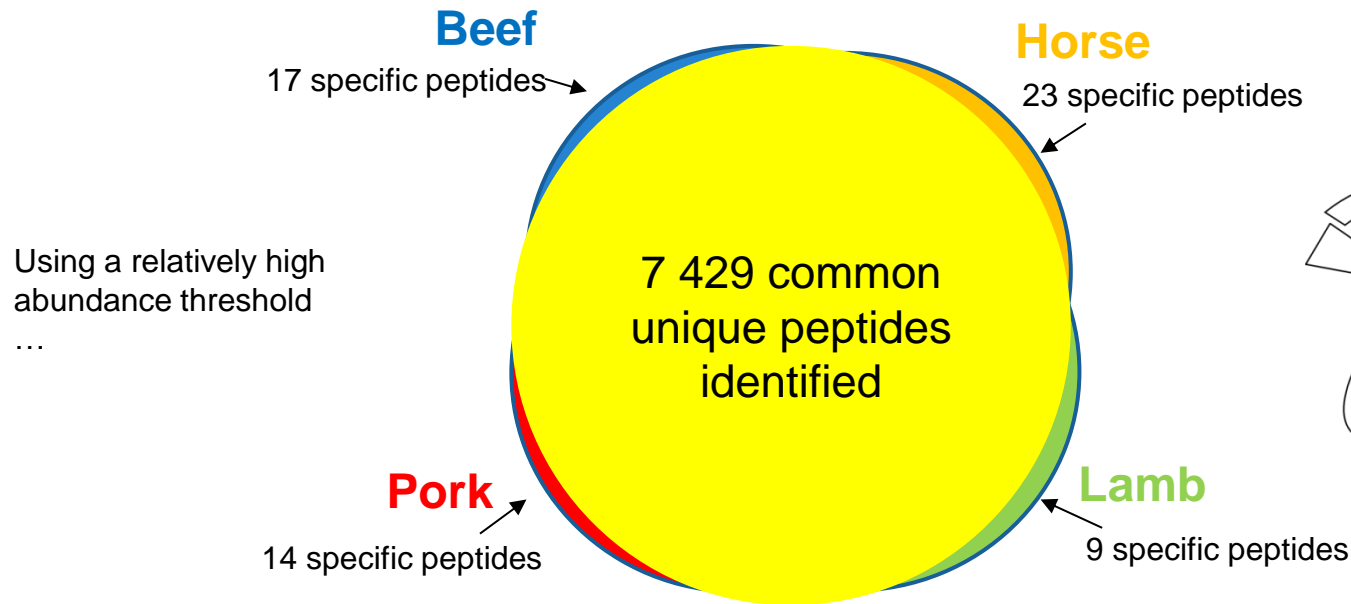 Beef
17 specific peptides
Horse
23 specific peptides
Using a relatively high
abundance threshold
…
7 429 common
unique peptides
identified
Pork
14 specific peptides
Lamb
9 specific peptides